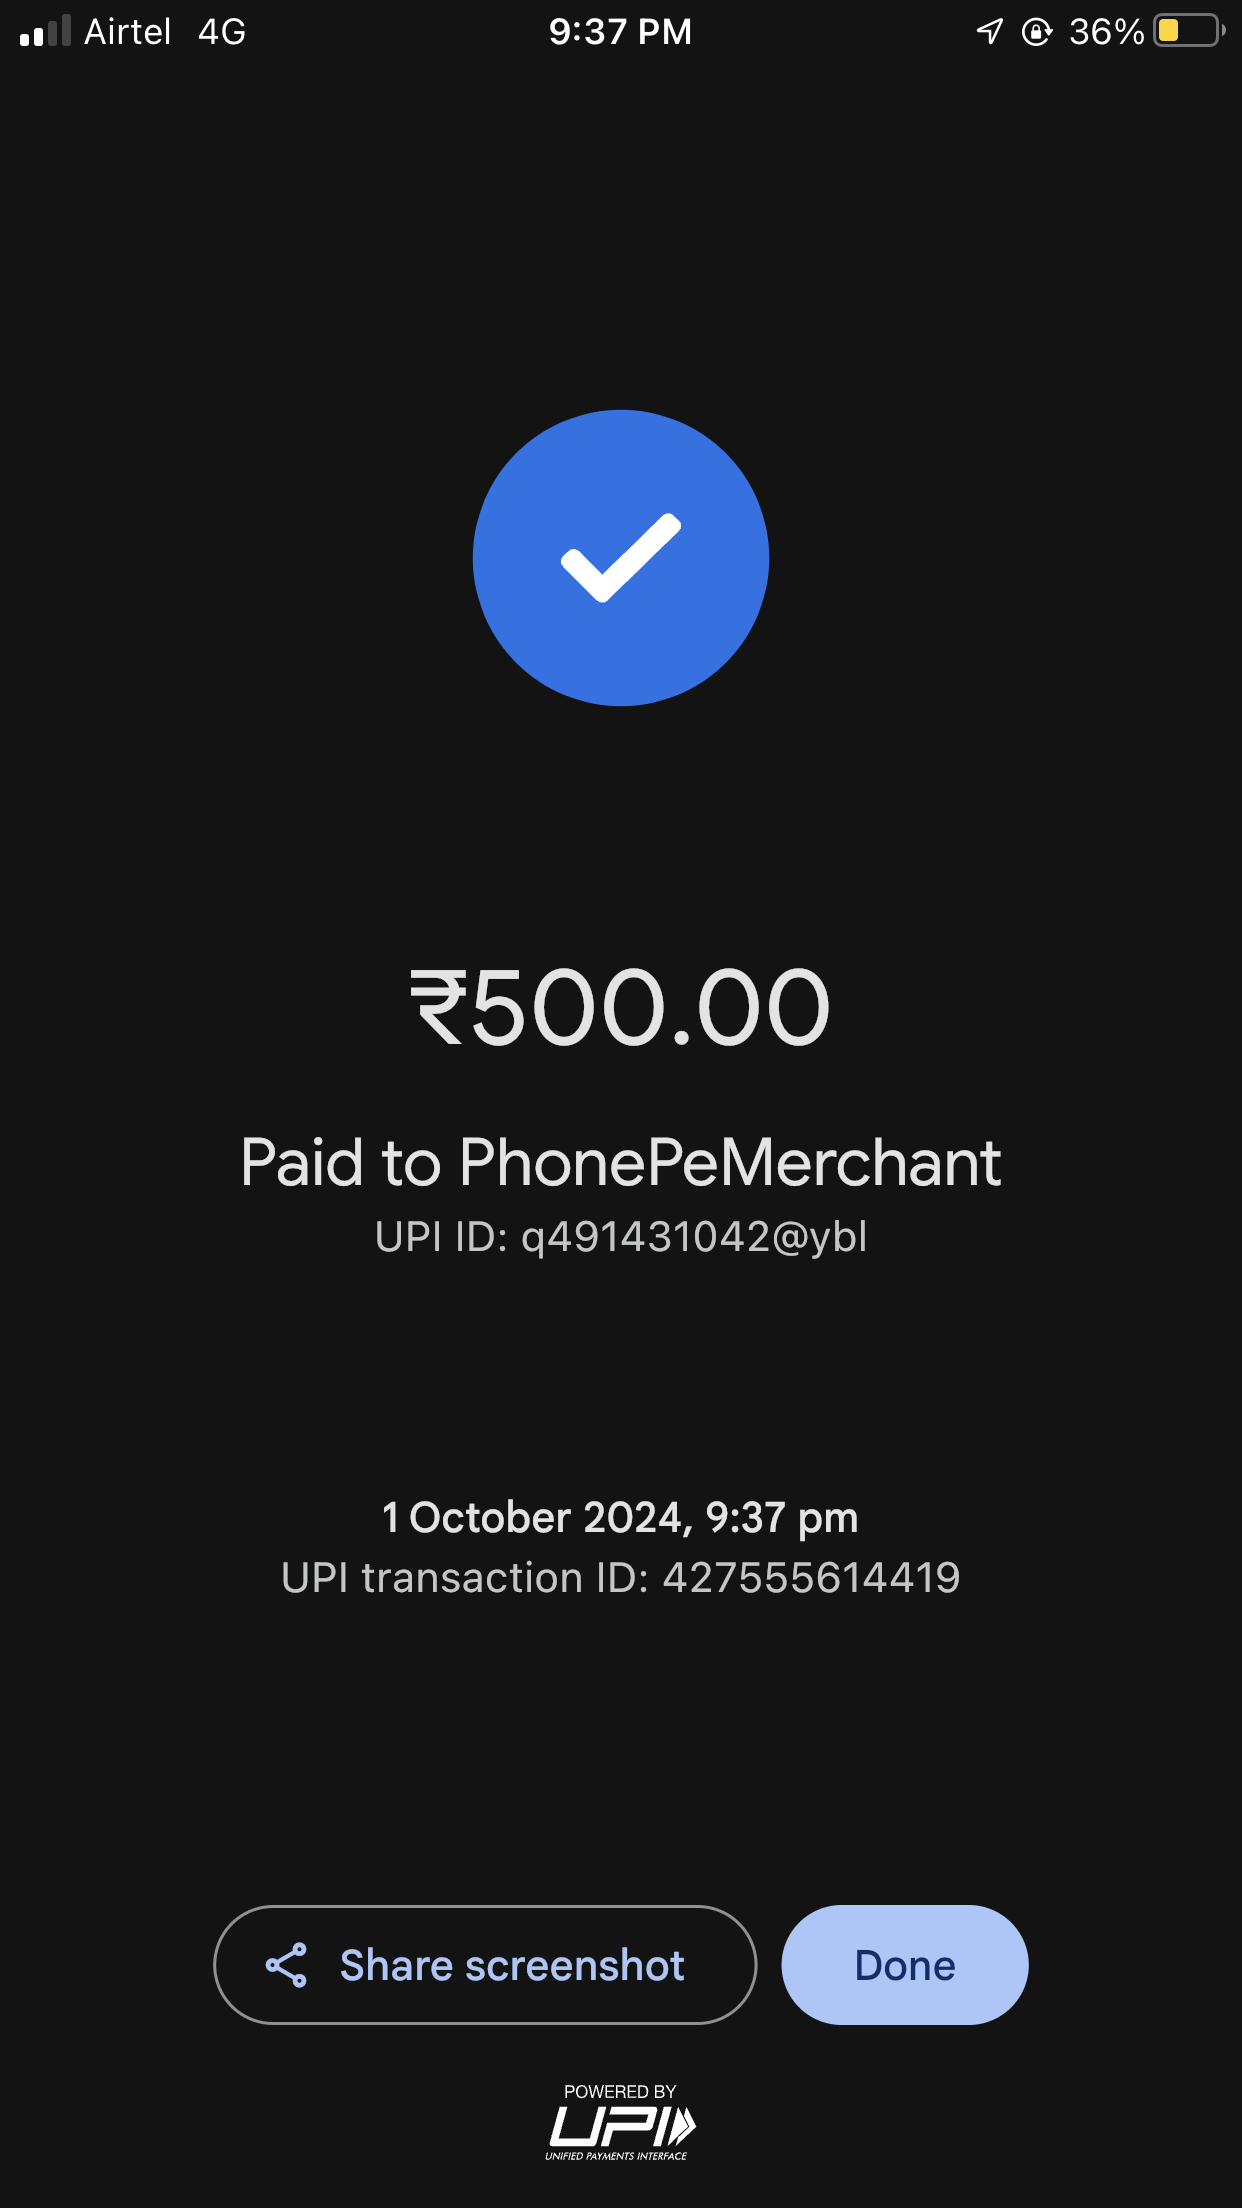 Airtel 4G 9:37 PM 36%
₹500.00
Paid to PhonePeMerchant
UPI ID: q491431042@ybl
1 October 2024, 9:37 pm
UPI transaction ID: 427555614419
Share screenshot Done
POWERED BY
UPI
UNIFIED PAYMENTS INTERFACE